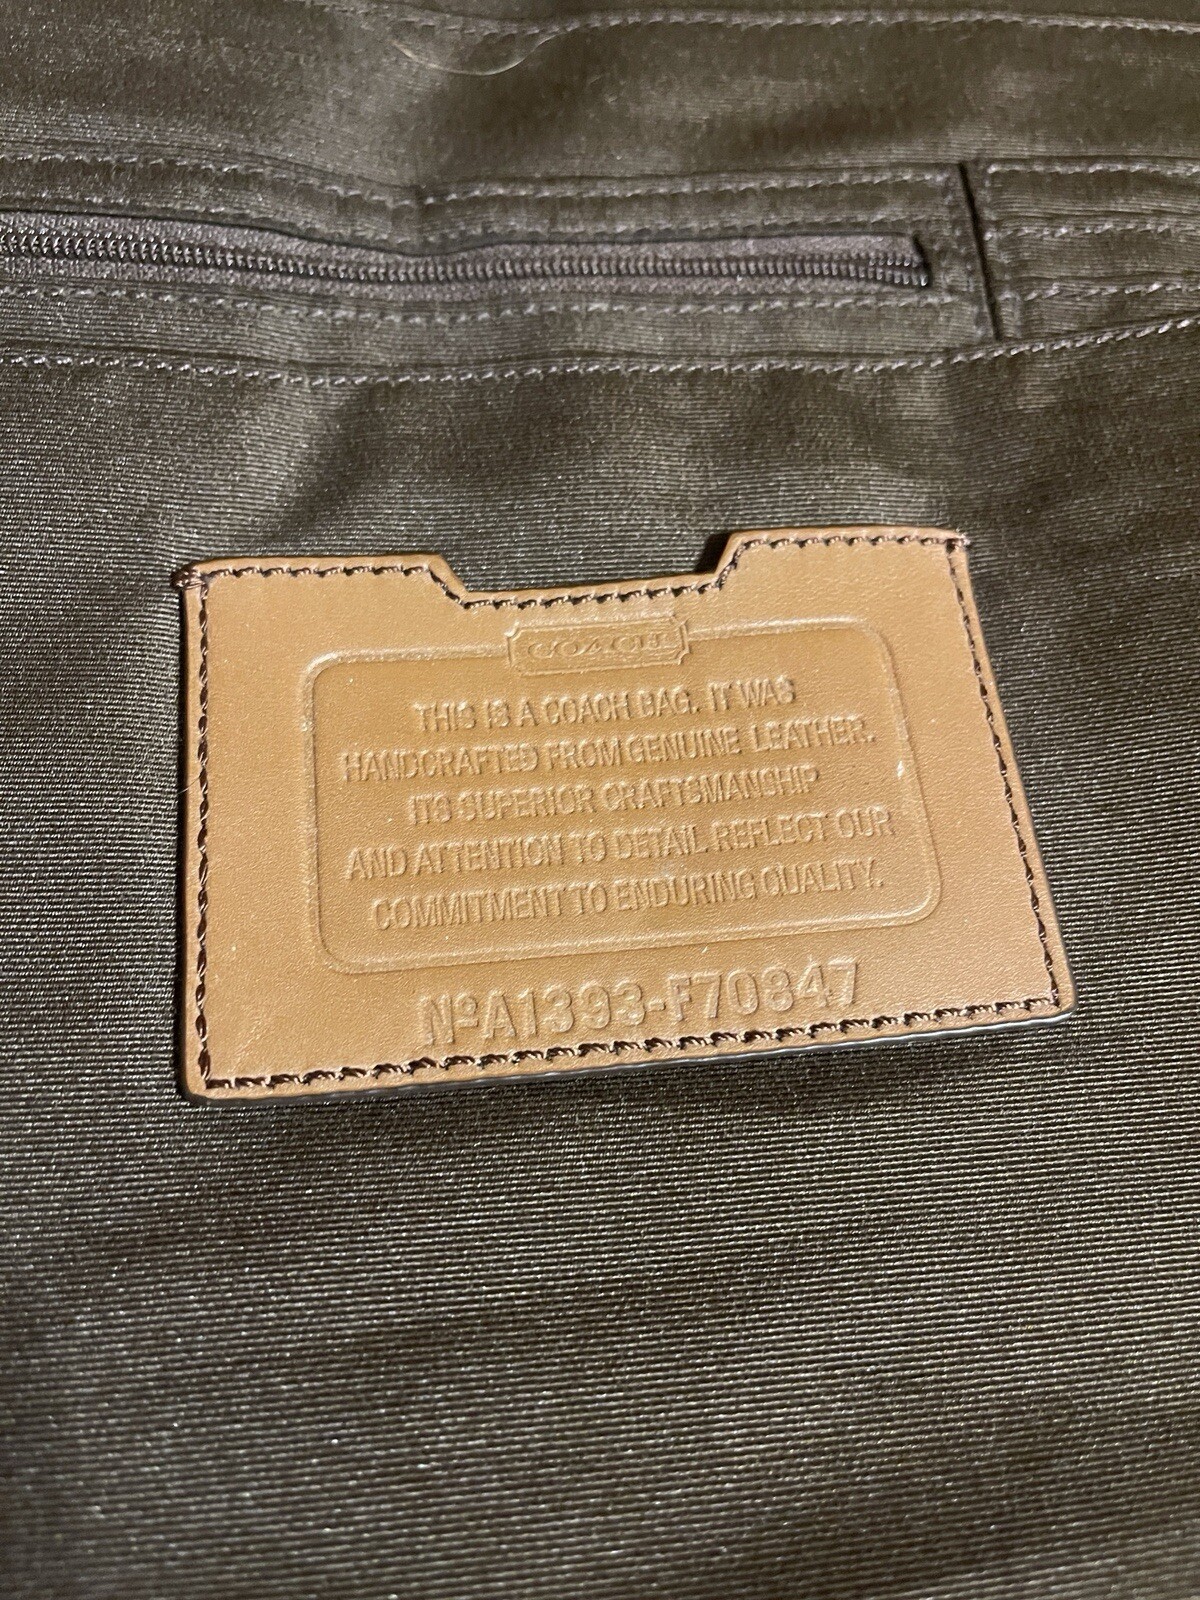 COACH
THIS IS A COACH BAG. IT WAS
HANDCRAFTED FROM GENUINE LEATHER.
ITS SUPERIOR CRAFTSMANSHIP
AND ATTENTION TO DETAIL REFLECT OUR
COMMITMENT TO ENDURING QUALITY.
NºA1393-F70847